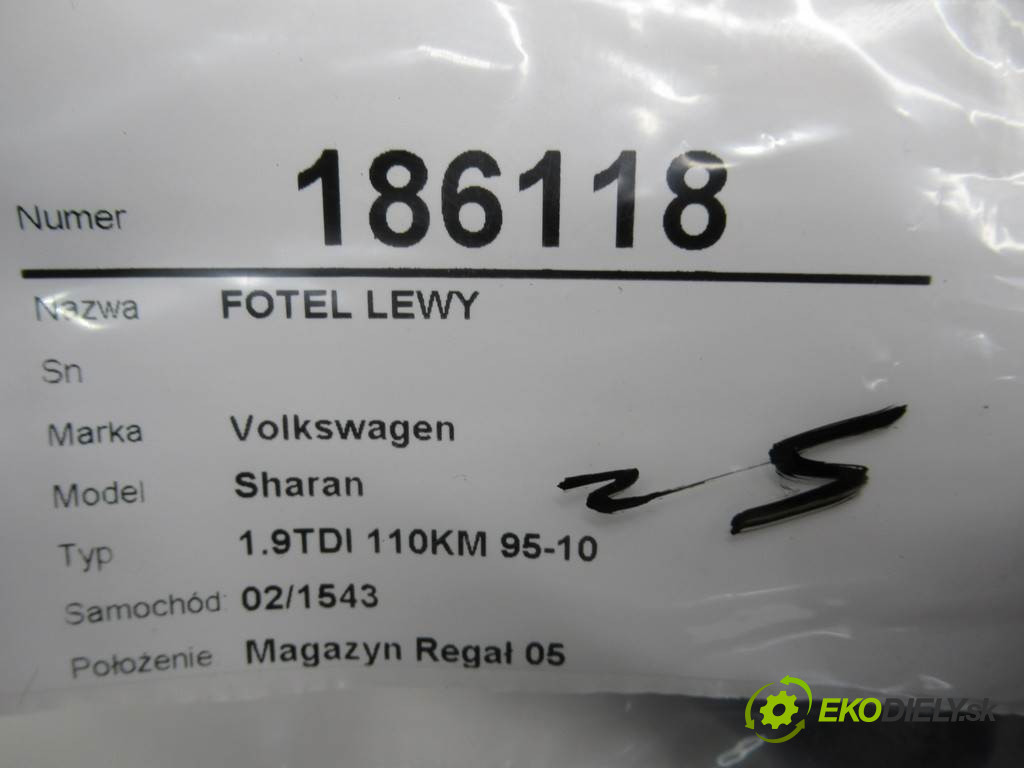 Numer 186118
Nazwa FOTEL LEWY
Sn
Marka Volkswagen
Model Sharan
Typ 1.9TDI 110KM 95-10
Samochód: 02/1543
Położenie Magazyn Regał 05
EKODIELY.sk